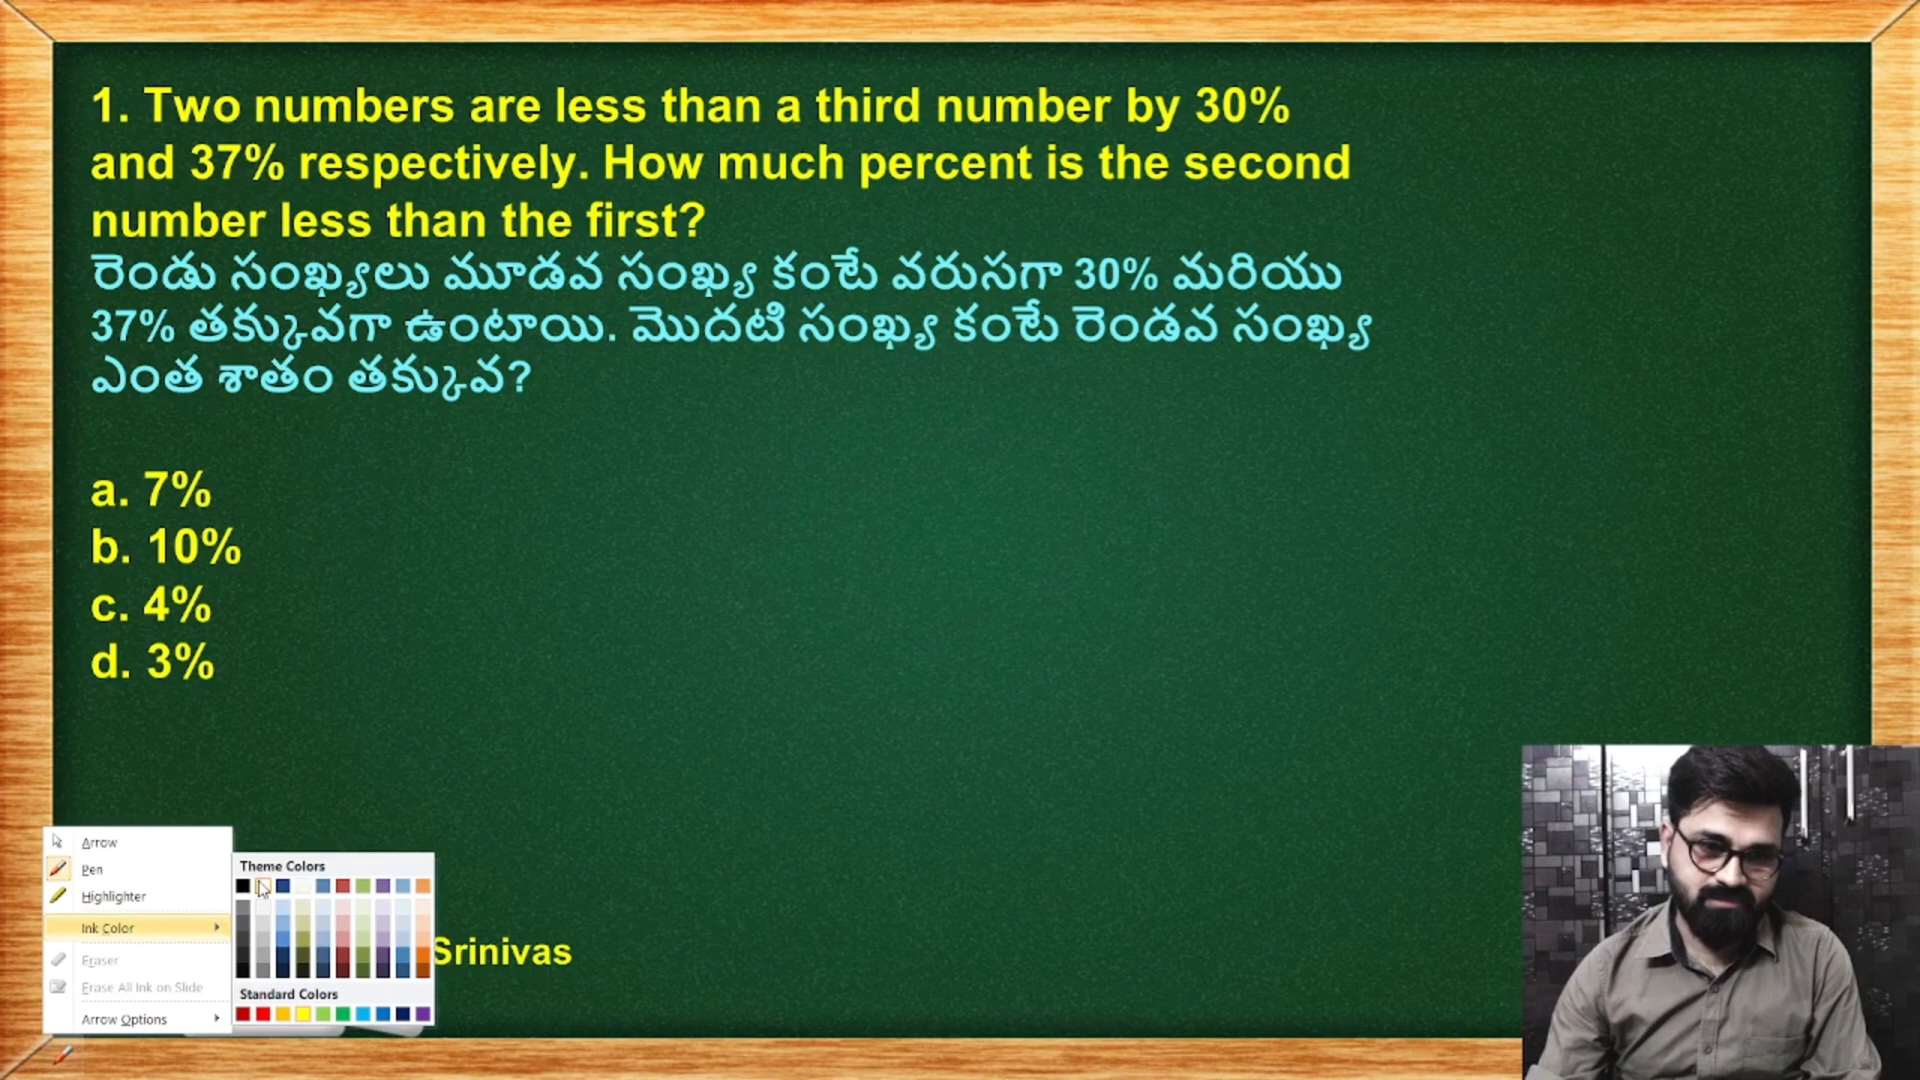 1. Two numbers are less than a third number by 30%
and 37% respectively. How much percent is the second
number less than the first?
రెండు సంఖ్యలు మూడవ సంఖ్య కంటే వరుసగా 30% మరియు
37% తక్కువగా ఉంటాయి. మొదటి సంఖ్య కంటే రెండవ సంఖ్య
ఎంత శాతం తక్కువ?
a. 7%
b. 10%
c. 4%
d. 3%
Arrow
Pen
Highlighter
Ink Color
Eraser
Erase All Ink on Slide
Arrow Options
Theme Colors
Standard Colors
Srinivas